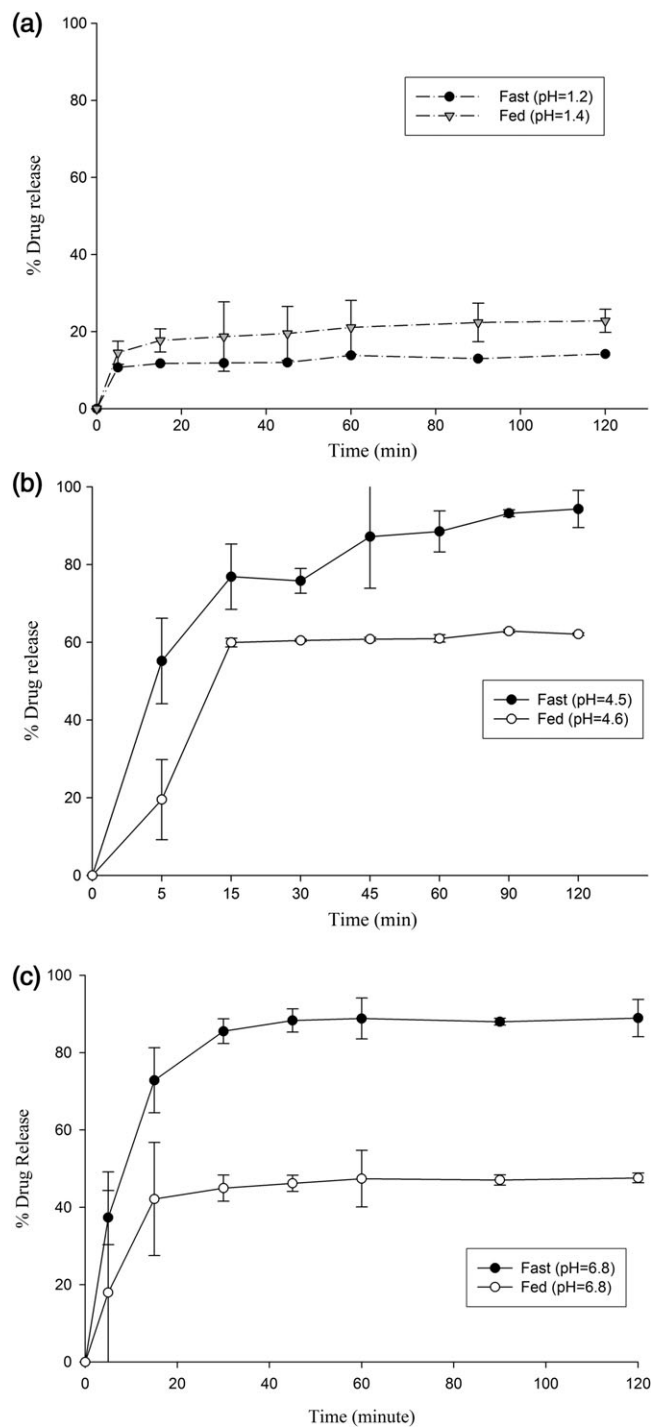 (a)
100
80
60
40
20
0
% Drug release
Fast (pH=1.2)
Fed (pH=1.4)
0 20 40 60 80 100 120
Time (min)
(b)
100
80
60
40
20
0
% Drug release
Fast (pH=4.5)
Fed (pH=4.6)
0 5 15 30 45 60 90 120
Time (min)
(c)
100
80
60
40
20
0
% Drug Release
Fast (pH=6.8)
Fed (pH=6.8)
0 20 40 60 80 100 120
Time (minute)